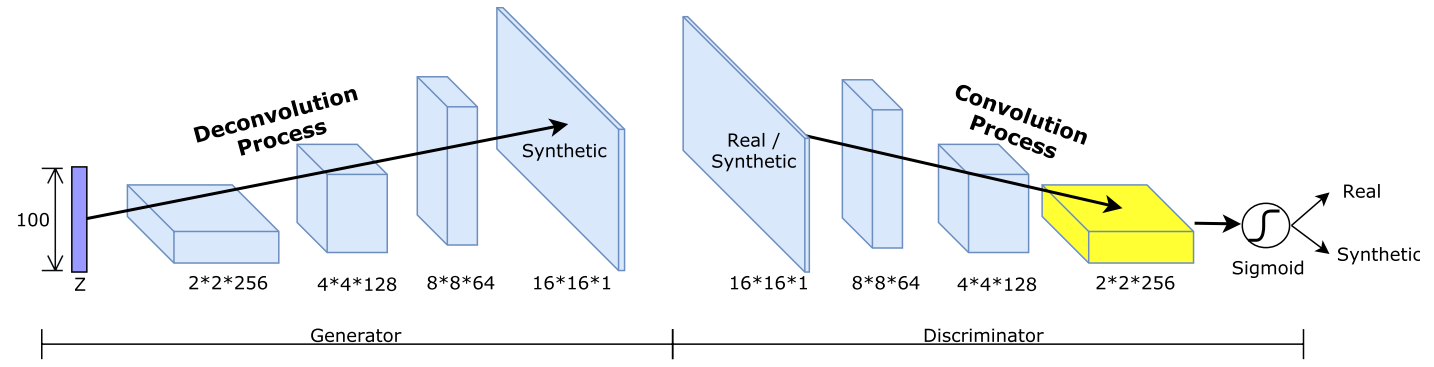 Deconvolution
Process
100
Z
2*2*256
4*4*128
8*8*64
Synthetic
16*16*1
Generator
Real /
Synthetic
16*16*1
8*8*64
Convolution
Process
4*4*128
2*2*256
Sigmoid
Real
Synthetic
Discriminator